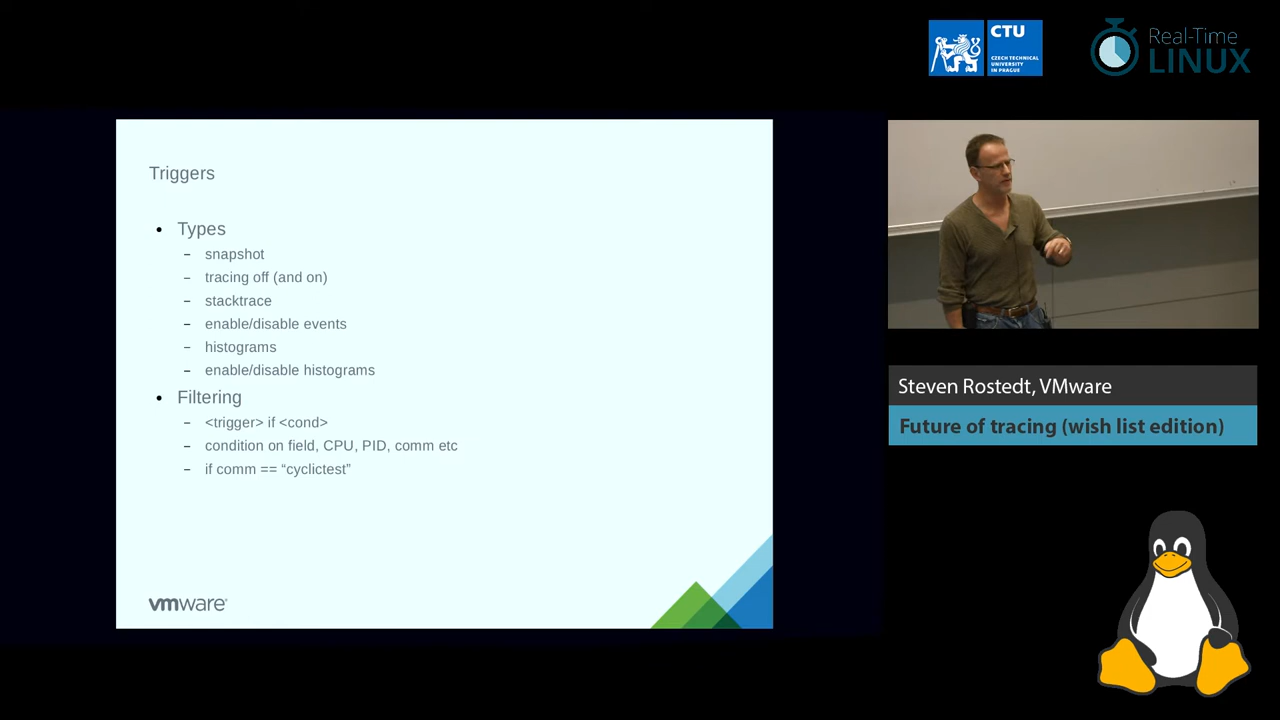 CTU
CZECH TECHNICAL
UNIVERSITY
IN PRAGUE
Real-Time
LINUX
Triggers
• Types
– snapshot
– tracing off (and on)
– stacktrace
– enable/disable events
– histograms
– enable/disable histograms
• Filtering
– <trigger> if <cond>
– condition on field, CPU, PID, comm etc
– if comm == “cyclictest”
vmware®
Steven Rostedt, VMware
Future of tracing (wish list edition)